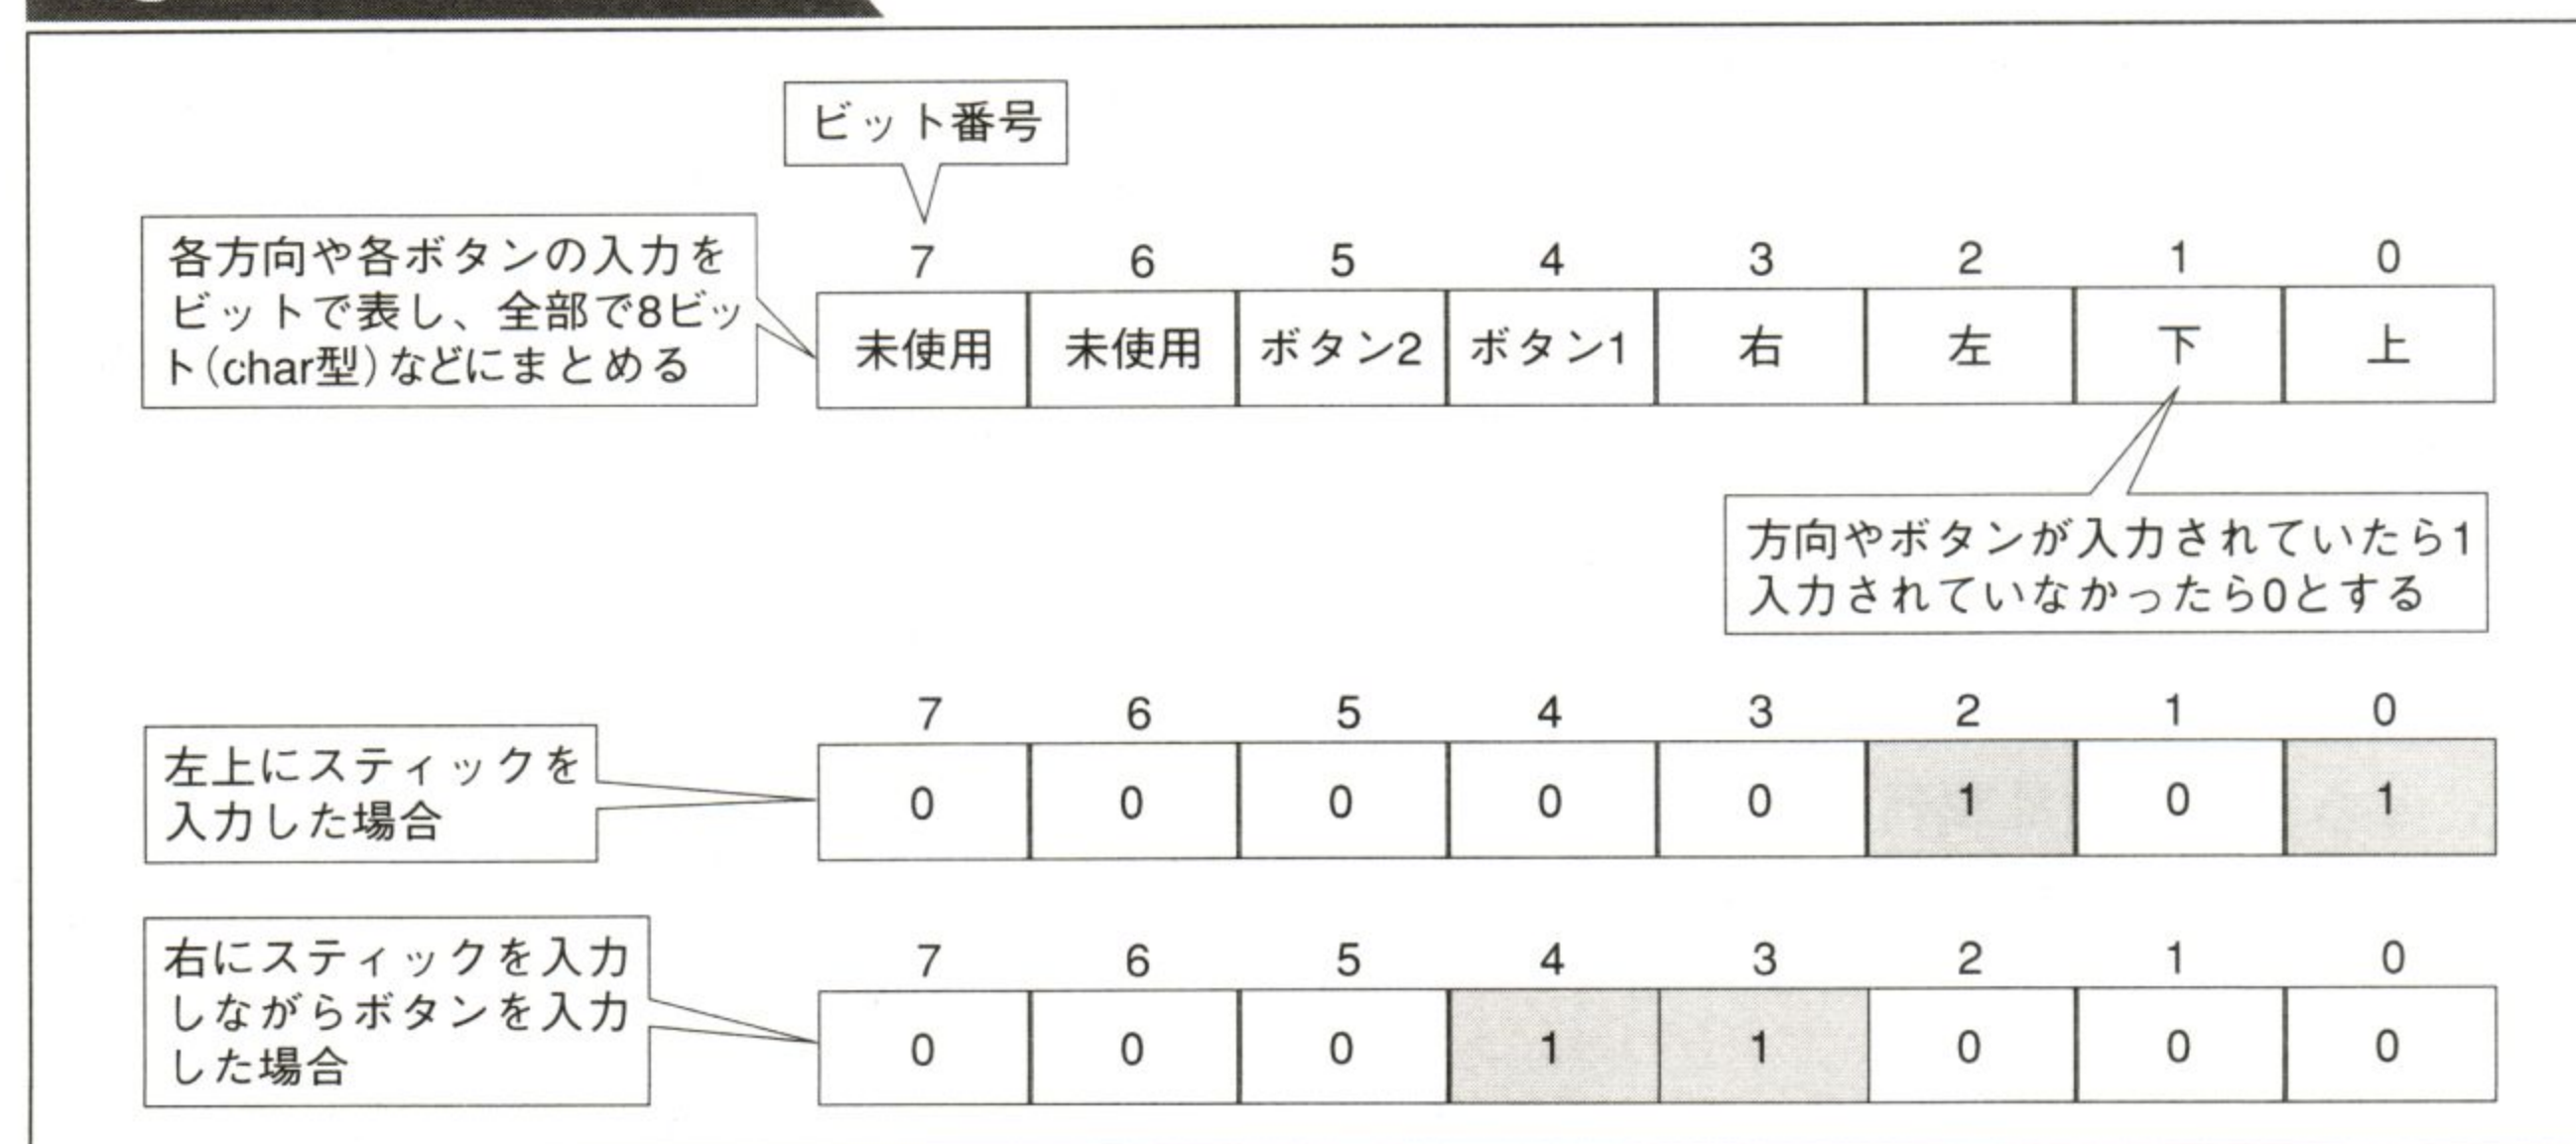 ビット番号
各方向や各ボタンの入力を
ビットで表し、全部で8ビッ
ト(char型)などにまとめる
7 6 5 4 3 2 1 0
未使用 未使用 ボタン2 ボタン1 右 左 下 上
方向やボタンが入力されていたら1
入力されていなかったら0とする
左上にスティックを
入力した場合
7 6 5 4 3 2 1 0
0 0 0 0 0 1 0 1
右にスティックを入力
しながらボタンを入力
した場合
7 6 5 4 3 2 1 0
0 0 0 1 1 0 0 0